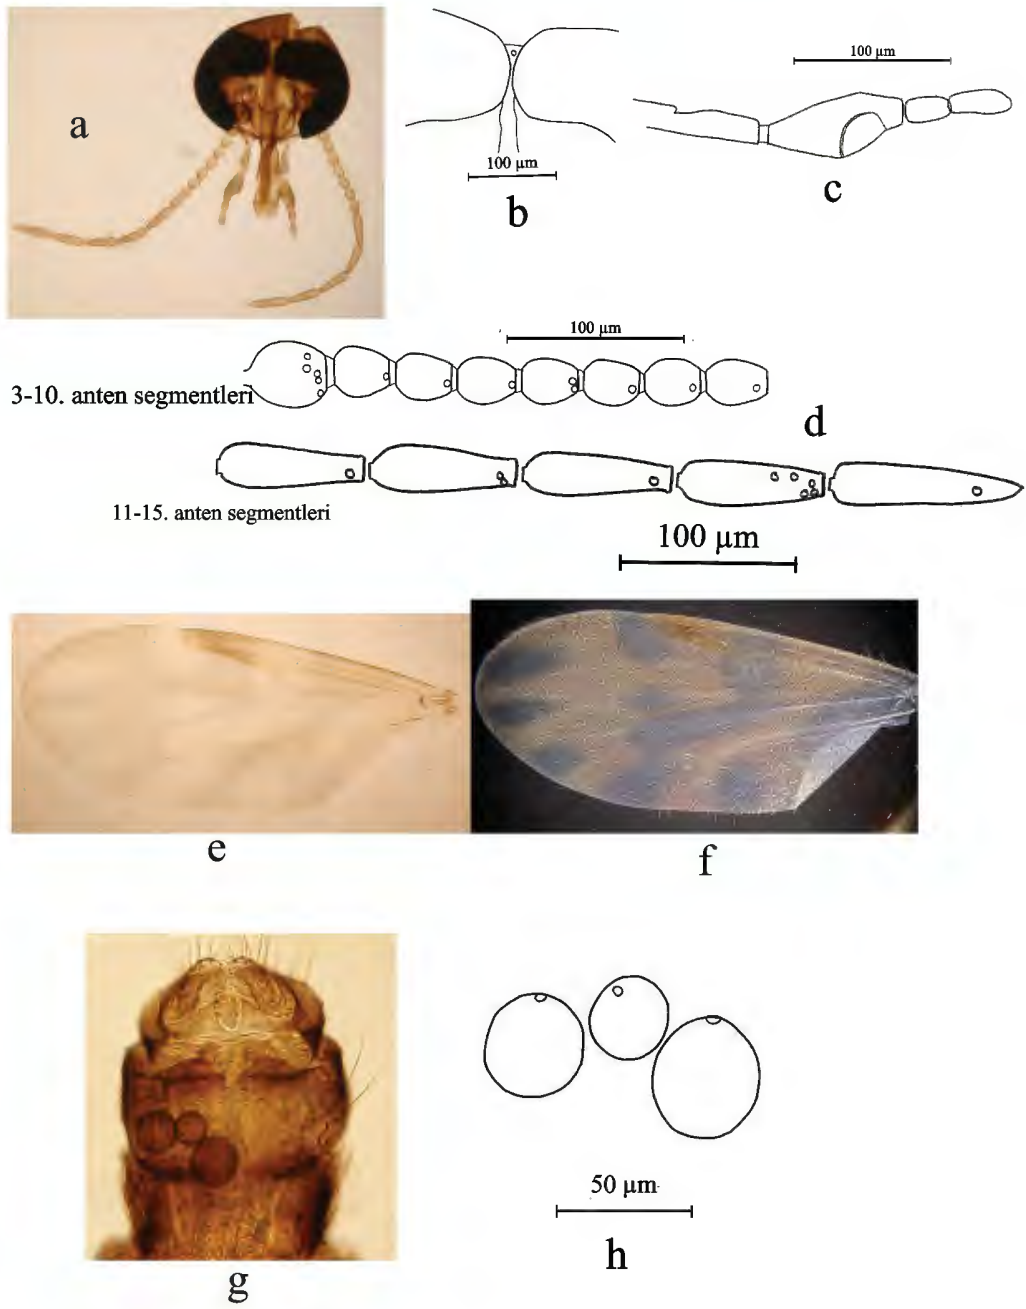 a
100 µm
b
100 µm
c
100 µm
3-10. anten segmentleri
d
11-15. anten segmentleri
100 µm
e
f
g
50 µm
h